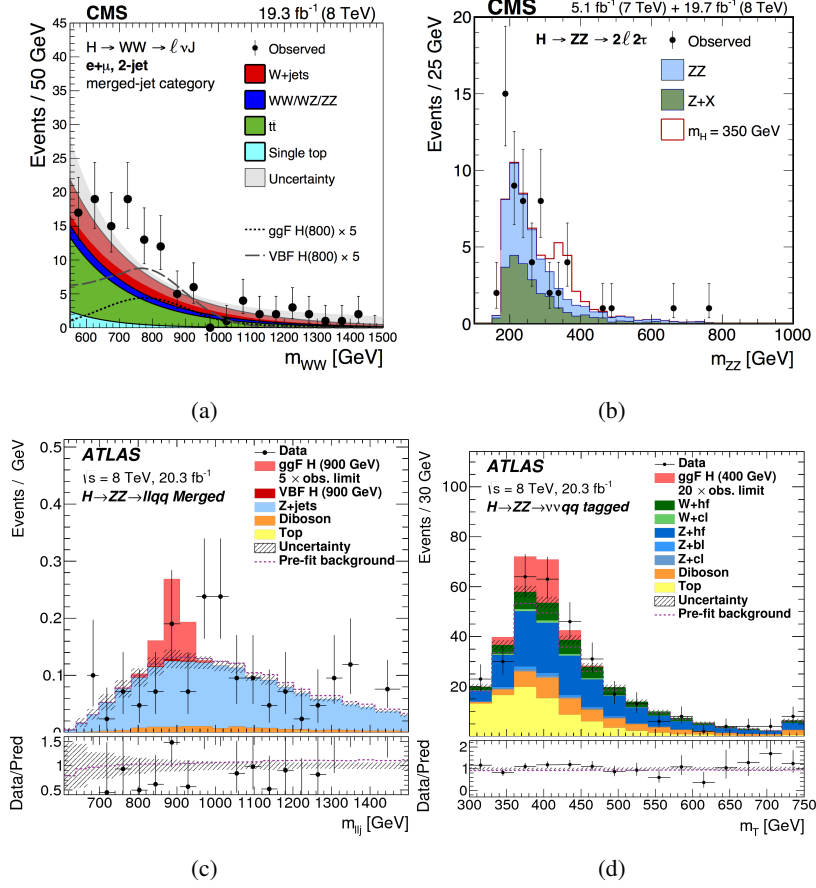 CMS 19.3 fb⁻¹ (8 TeV)
Events / 50 GeV
45
40
35
30
25
20
15
10
5
0
H → WW → ℓνJ
e+μ, 2-jet
merged-jet category
Observed
W+jets
WW/WZ/ZZ
tt̄
Single top
Uncertainty
ggF H(800) × 5
VBF H(800) × 5
600 700 800 900 1000 1100 1200 1300 1400 1500
m_WW [GeV]
(a)
CMS 5.1 fb⁻¹ (7 TeV) + 19.7 fb⁻¹ (8 TeV)
Events / 25 GeV
20
15
10
5
0
H → ZZ → 2ℓ2τ
Observed
ZZ
Z+X
m_H = 350 GeV
200 400 600 800 1000
m_ZZ [GeV]
(b)
Events / GeV
0.5
0.4
0.3
0.2
0.1
0
ATLAS
√s = 8 TeV, 20.3 fb⁻¹
H→ZZ→llqq Merged
Data
ggF H (900 GeV)
5 × obs. limit
VBF H (900 GeV)
Z+jets
Diboson
Top
Uncertainty
Pre-fit background
Data/Pred
1.5
1
0.5
800 1000 1200 1400
m_llj [GeV]
(c)
Events / 30 GeV
100
80
60
40
20
ATLAS
√s = 8 TeV, 20.3 fb⁻¹
H→ZZ→ννqq tagged
Data
ggF H (400 GeV)
20 × obs. limit
W+hf
W+cl
Z+hf
Z+bl
Z+cl
Diboson
Top
Uncertainty
Pre-fit background
Data/Pred
2
1
0
300 350 400 450 500 550 600 650 700 750
m_T [GeV]
(d)